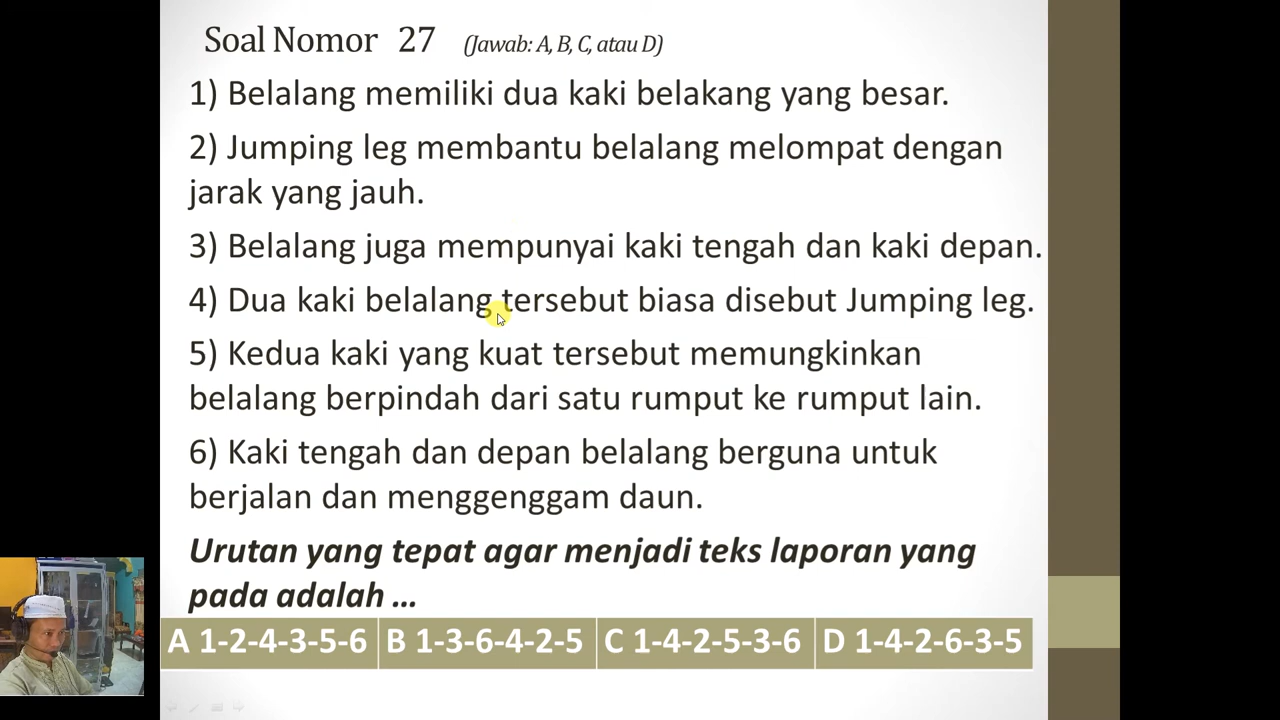 Soal Nomor 27 (Jawab: A, B, C, atau D)
1) Belalang memiliki dua kaki belakang yang besar.
2) Jumping leg membantu belalang melompat dengan
jarak yang jauh.
3) Belalang juga mempunyai kaki tengah dan kaki depan.
4) Dua kaki belalang tersebut biasa disebut Jumping leg.
5) Kedua kaki yang kuat tersebut memungkinkan
belalang berpindah dari satu rumput ke rumput lain.
6) Kaki tengah dan depan belalang berguna untuk
berjalan dan menggenggam daun.
Urutan yang tepat agar menjadi teks laporan yang
pada adalah ...
A 1-2-4-3-5-6 B 1-3-6-4-2-5 C 1-4-2-5-3-6 D 1-4-2-6-3-5